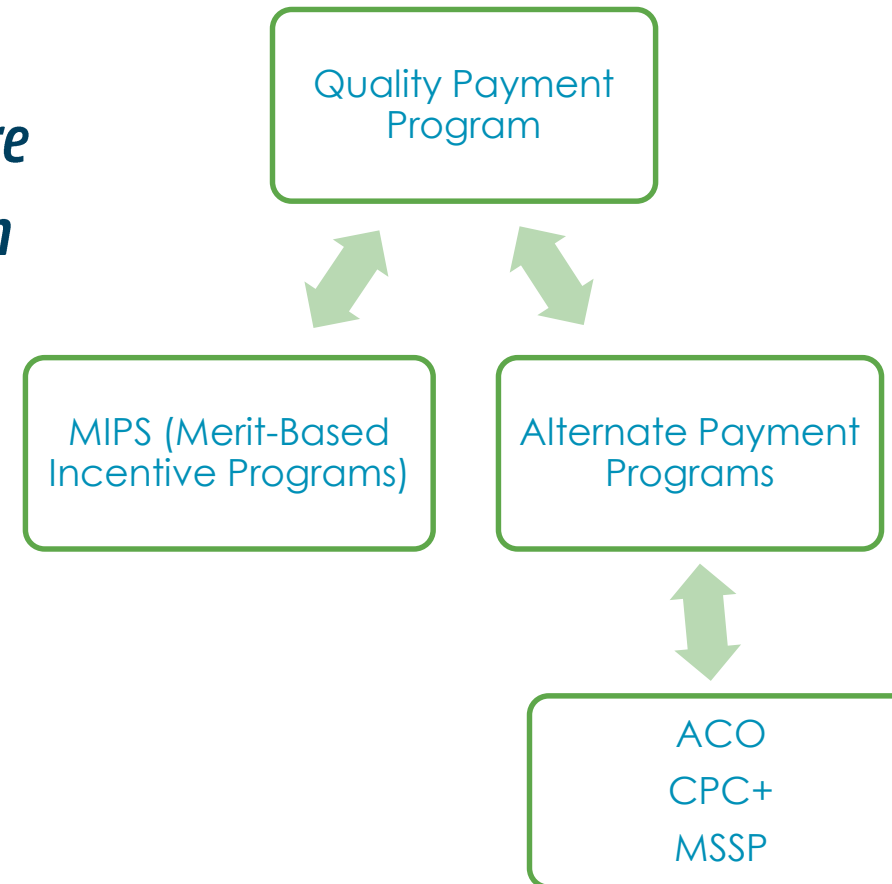 Quality Payment
Program
MIPS (Merit-Based
Incentive Programs)
Alternate Payment
Programs
ACO
CPC+
MSSP